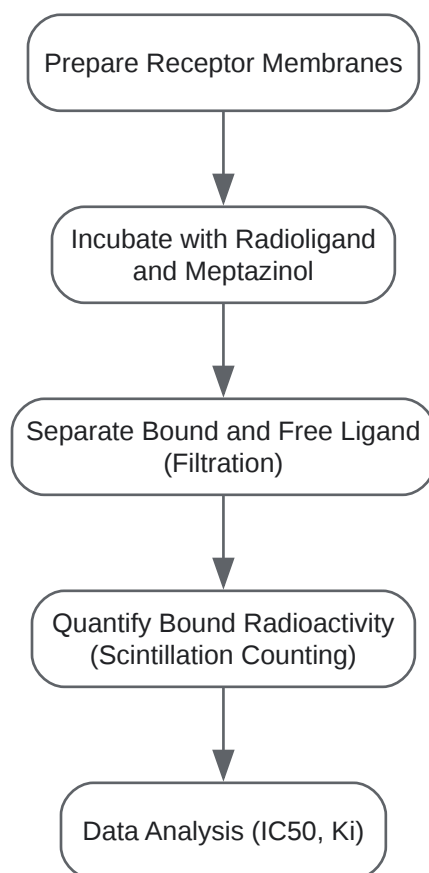 Prepare Receptor Membranes
Incubate with Radioligand
and Meptazinol
Separate Bound and Free Ligand
(Filtration)
Quantify Bound Radioactivity
(Scintillation Counting)
Data Analysis (IC50, Ki)